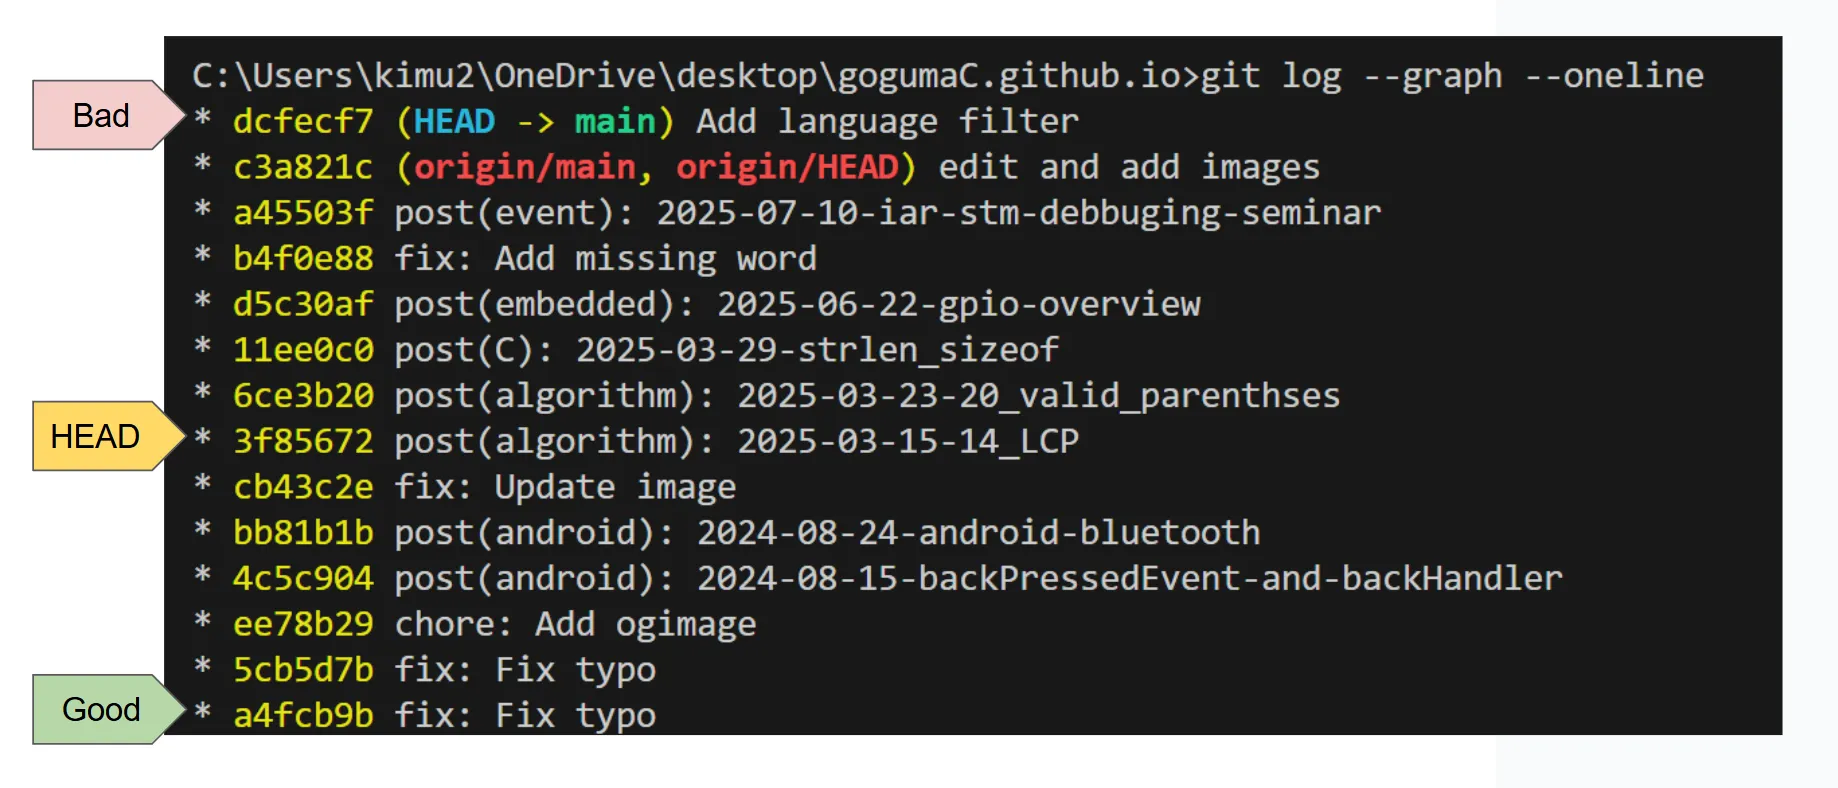 C:\Users\kimu2\OneDrive\desktop\gogumaC.github.io>git log --graph --oneline
Bad
* dcfecf7 (HEAD -> main) Add language filter
* c3a821c (origin/main, origin/HEAD) edit and add images
* a45503f post(event): 2025-07-10-iar-stm-debbuging-seminar
* b4f0e88 fix: Add missing word
* d5c30af post(embedded): 2025-06-22-gpio-overview
* 11ee0c0 post(C): 2025-03-29-strlen_sizeof
* 6ce3b20 post(algorithm): 2025-03-23-20_valid_parenthses
HEAD
* 3f85672 post(algorithm): 2025-03-15-14_LCP
* cb43c2e fix: Update image
* bb81b1b post(android): 2024-08-24-android-bluetooth
* 4c5c904 post(android): 2024-08-15-backPressedEvent-and-backHandler
* ee78b29 chore: Add ogimage
* 5cb5d7b fix: Fix typo
Good
* a4fcb9b fix: Fix typo